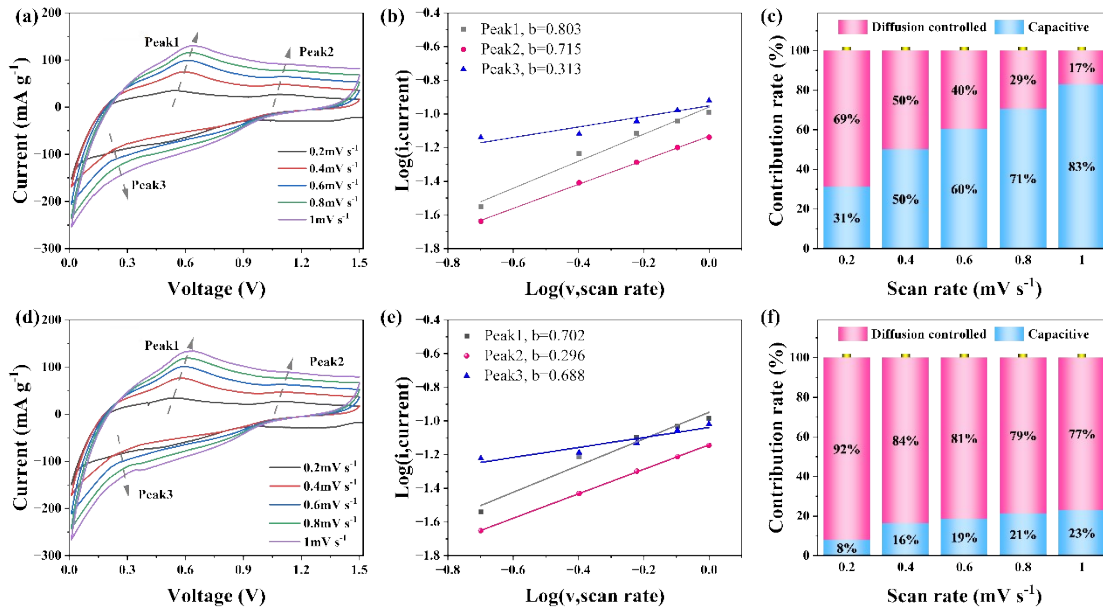 (a)
Current (mA g⁻¹)
200
100
0
−100
−200
−300
Peak1
Peak2
Peak3
0.2mV s⁻¹
0.4mV s⁻¹
0.6mV s⁻¹
0.8mV s⁻¹
1mV s⁻¹
0.0 0.3 0.6 0.9 1.2 1.5
Voltage (V)
(b)
Log(i,current)
−0.4
−0.6
−0.8
−1.0
−1.2
−1.4
−1.6
−1.8
Peak1, b=0.803
Peak2, b=0.715
Peak3, b=0.313
−0.8 −0.6 −0.4 −0.2 0.0
Log(v,scan rate)
(c)
Diffusion controlled Capacitive
Contribution rate (%)
100
80
60
40
20
0
69% 50% 40% 29% 17%
31% 50% 60% 71% 83%
0.2 0.4 0.6 0.8 1
Scan rate (mV s⁻¹)
(d)
Current (mA g⁻¹)
200
100
0
−100
−200
−300
Peak1
Peak2
Peak3
0.2mV s⁻¹
0.4mV s⁻¹
0.6mV s⁻¹
0.8mV s⁻¹
1mV s⁻¹
0.0 0.3 0.6 0.9 1.2 1.5
Voltage (V)
(e)
Log(i,current)
−0.4
−0.6
−0.8
−1.0
−1.2
−1.4
−1.6
−1.8
Peak1, b=0.702
Peak2, b=0.296
Peak3, b=0.688
−0.8 −0.6 −0.4 −0.2 0.0
Log(v,scan rate)
(f)
Diffusion controlled Capacitive
Contribution rate (%)
100
80
60
40
20
0
92% 84% 81% 79% 77%
8% 16% 19% 21% 23%
0.2 0.4 0.6 0.8 1
Scan rate (mV s⁻¹)